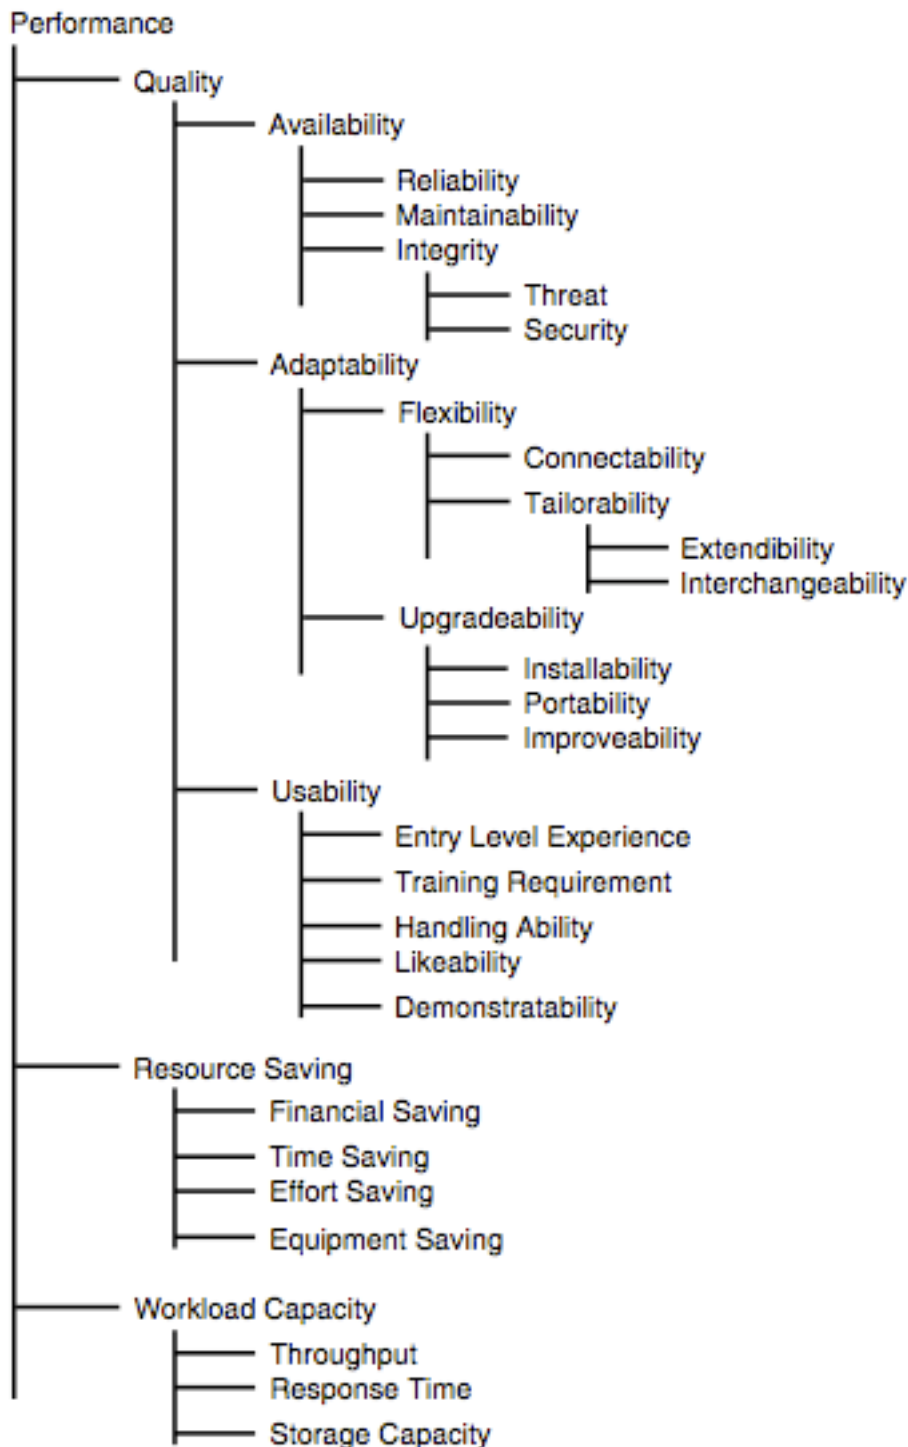 Performance
Quality
Availability
Reliability
Maintainability
Integrity
Threat
Security
Adaptability
Flexibility
Connectability
Tailorability
Extendibility
Interchangeability
Upgradeability
Installability
Portability
Improveability
Usability
Entry Level Experience
Training Requirement
Handling Ability
Likeability
Demonstratability
Resource Saving
Financial Saving
Time Saving
Effort Saving
Equipment Saving
Workload Capacity
Throughput
Response Time
Storage Capacity